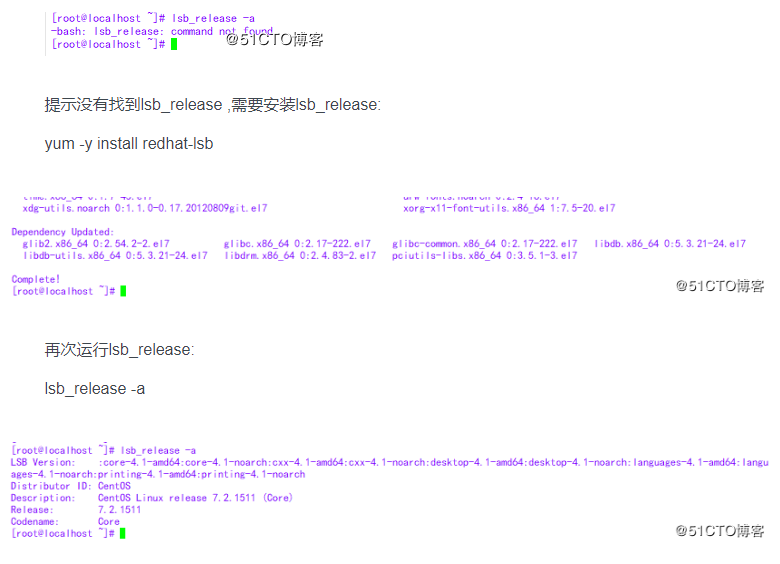 [root@localhost ~]# lsb_release -a
-bash: lsb_release: command not found
[root@localhost ~]#
@51CTO博客
提示没有找到lsb_release ,需要安装lsb_release:
yum -y install redhat-lsb
xdg-utils.noarch 0:1.1.0-0.17.20120809git.el7 xorg-x11-font-utils.x86_64 1:7.5-20.el7
Dependency Updated:
glib2.x86_64 0:2.54.2-2.el7 glibc.x86_64 0:2.17-222.el7 glibc-common.x86_64 0:2.17-222.el7 libdb.x86_64 0:5.3.21-24.el7
libdb-utils.x86_64 0:5.3.21-24.el7 libdrm.x86_64 0:2.4.83-2.el7 pciutils-libs.x86_64 0:3.5.1-3.el7
Complete!
[root@localhost ~]#
@51CTO博客
再次运行lsb_release:
lsb_release -a
[root@localhost ~]# lsb_release -a
LSB Version: :core-4.1-amd64:core-4.1-noarch:cxx-4.1-amd64:cxx-4.1-noarch:desktop-4.1-amd64:desktop-4.1-noarch:languages-4.1-amd64:langu
ages-4.1-noarch:printing-4.1-amd64:printing-4.1-noarch
Distributor ID: CentOS
Description: CentOS Linux release 7.2.1511 (Core)
Release: 7.2.1511
Codename: Core
[root@localhost ~]#
@51CTO博客